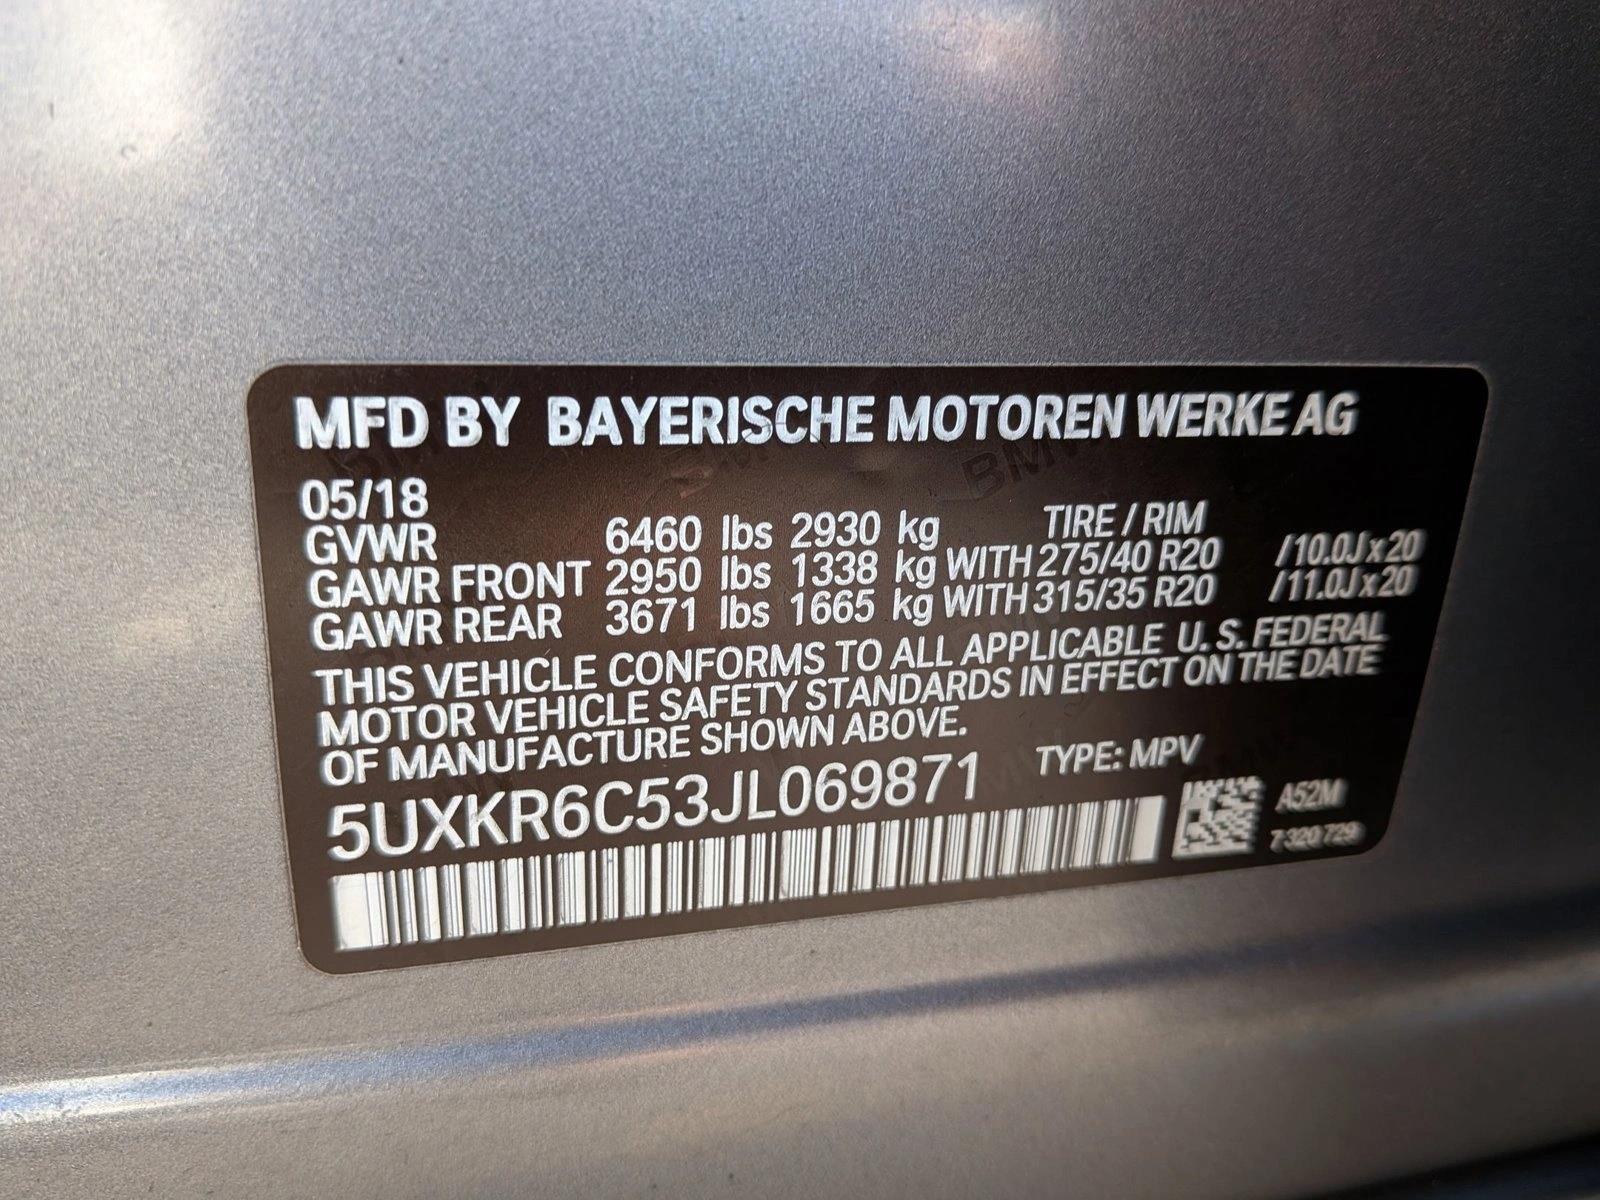 MFD BY BAYERISCHE MOTOREN WERKE AG
05/18
GVWR 6460 lbs 2930 kg TIRE / RIM
GAWR FRONT 2950 lbs 1338 kg WITH 275/40 R20 /10.0J x 20
GAWR REAR 3671 lbs 1665 kg WITH 315/35 R20 /11.0J x 20
THIS VEHICLE CONFORMS TO ALL APPLICABLE U. S. FEDERAL
MOTOR VEHICLE SAFETY STANDARDS IN EFFECT ON THE DATE
OF MANUFACTURE SHOWN ABOVE.
5UXKR6C53JL069871 TYPE: MPV
A52M
7 320 729